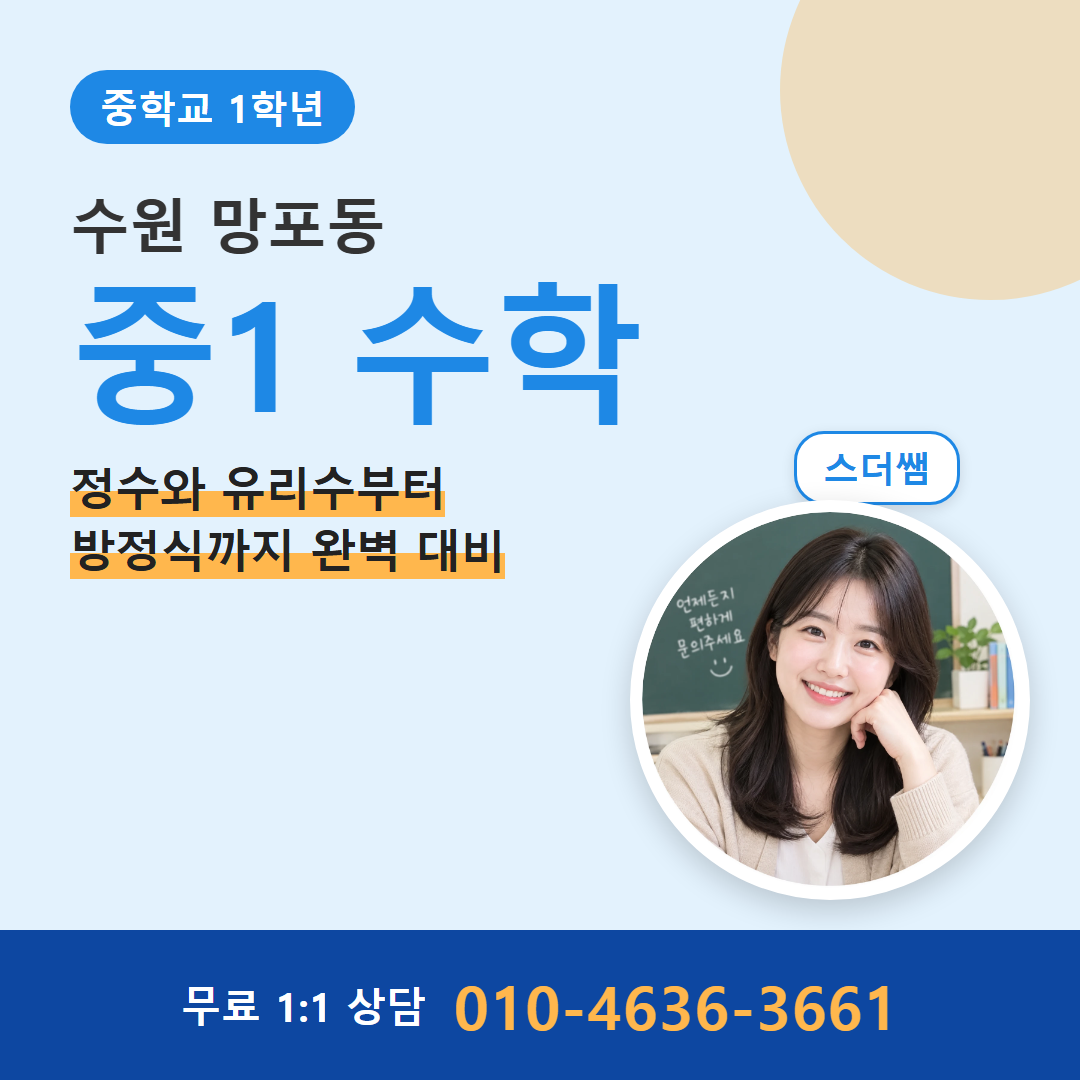 중학교 1학년
수원 망포동
중1 수학
정수와 유리수부터
방정식까지 완벽 대비
스더쌤
언제든지
편하게
문의주세요
무료 1:1 상담 010-4636-3661